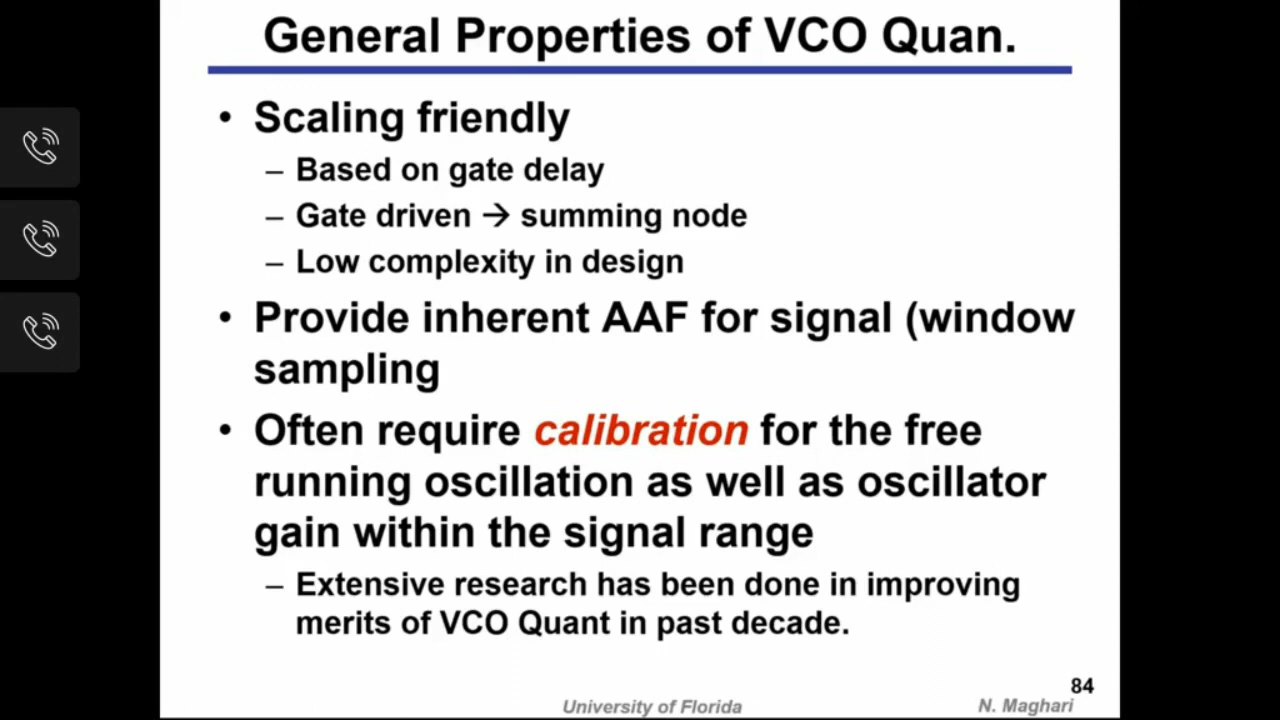 General Properties of VCO Quan.
• Scaling friendly
– Based on gate delay
– Gate driven → summing node
– Low complexity in design
• Provide inherent AAF for signal (window
sampling
• Often require calibration for the free
running oscillation as well as oscillator
gain within the signal range
– Extensive research has been done in improving
merits of VCO Quant in past decade.
84
University of Florida
N. Maghari